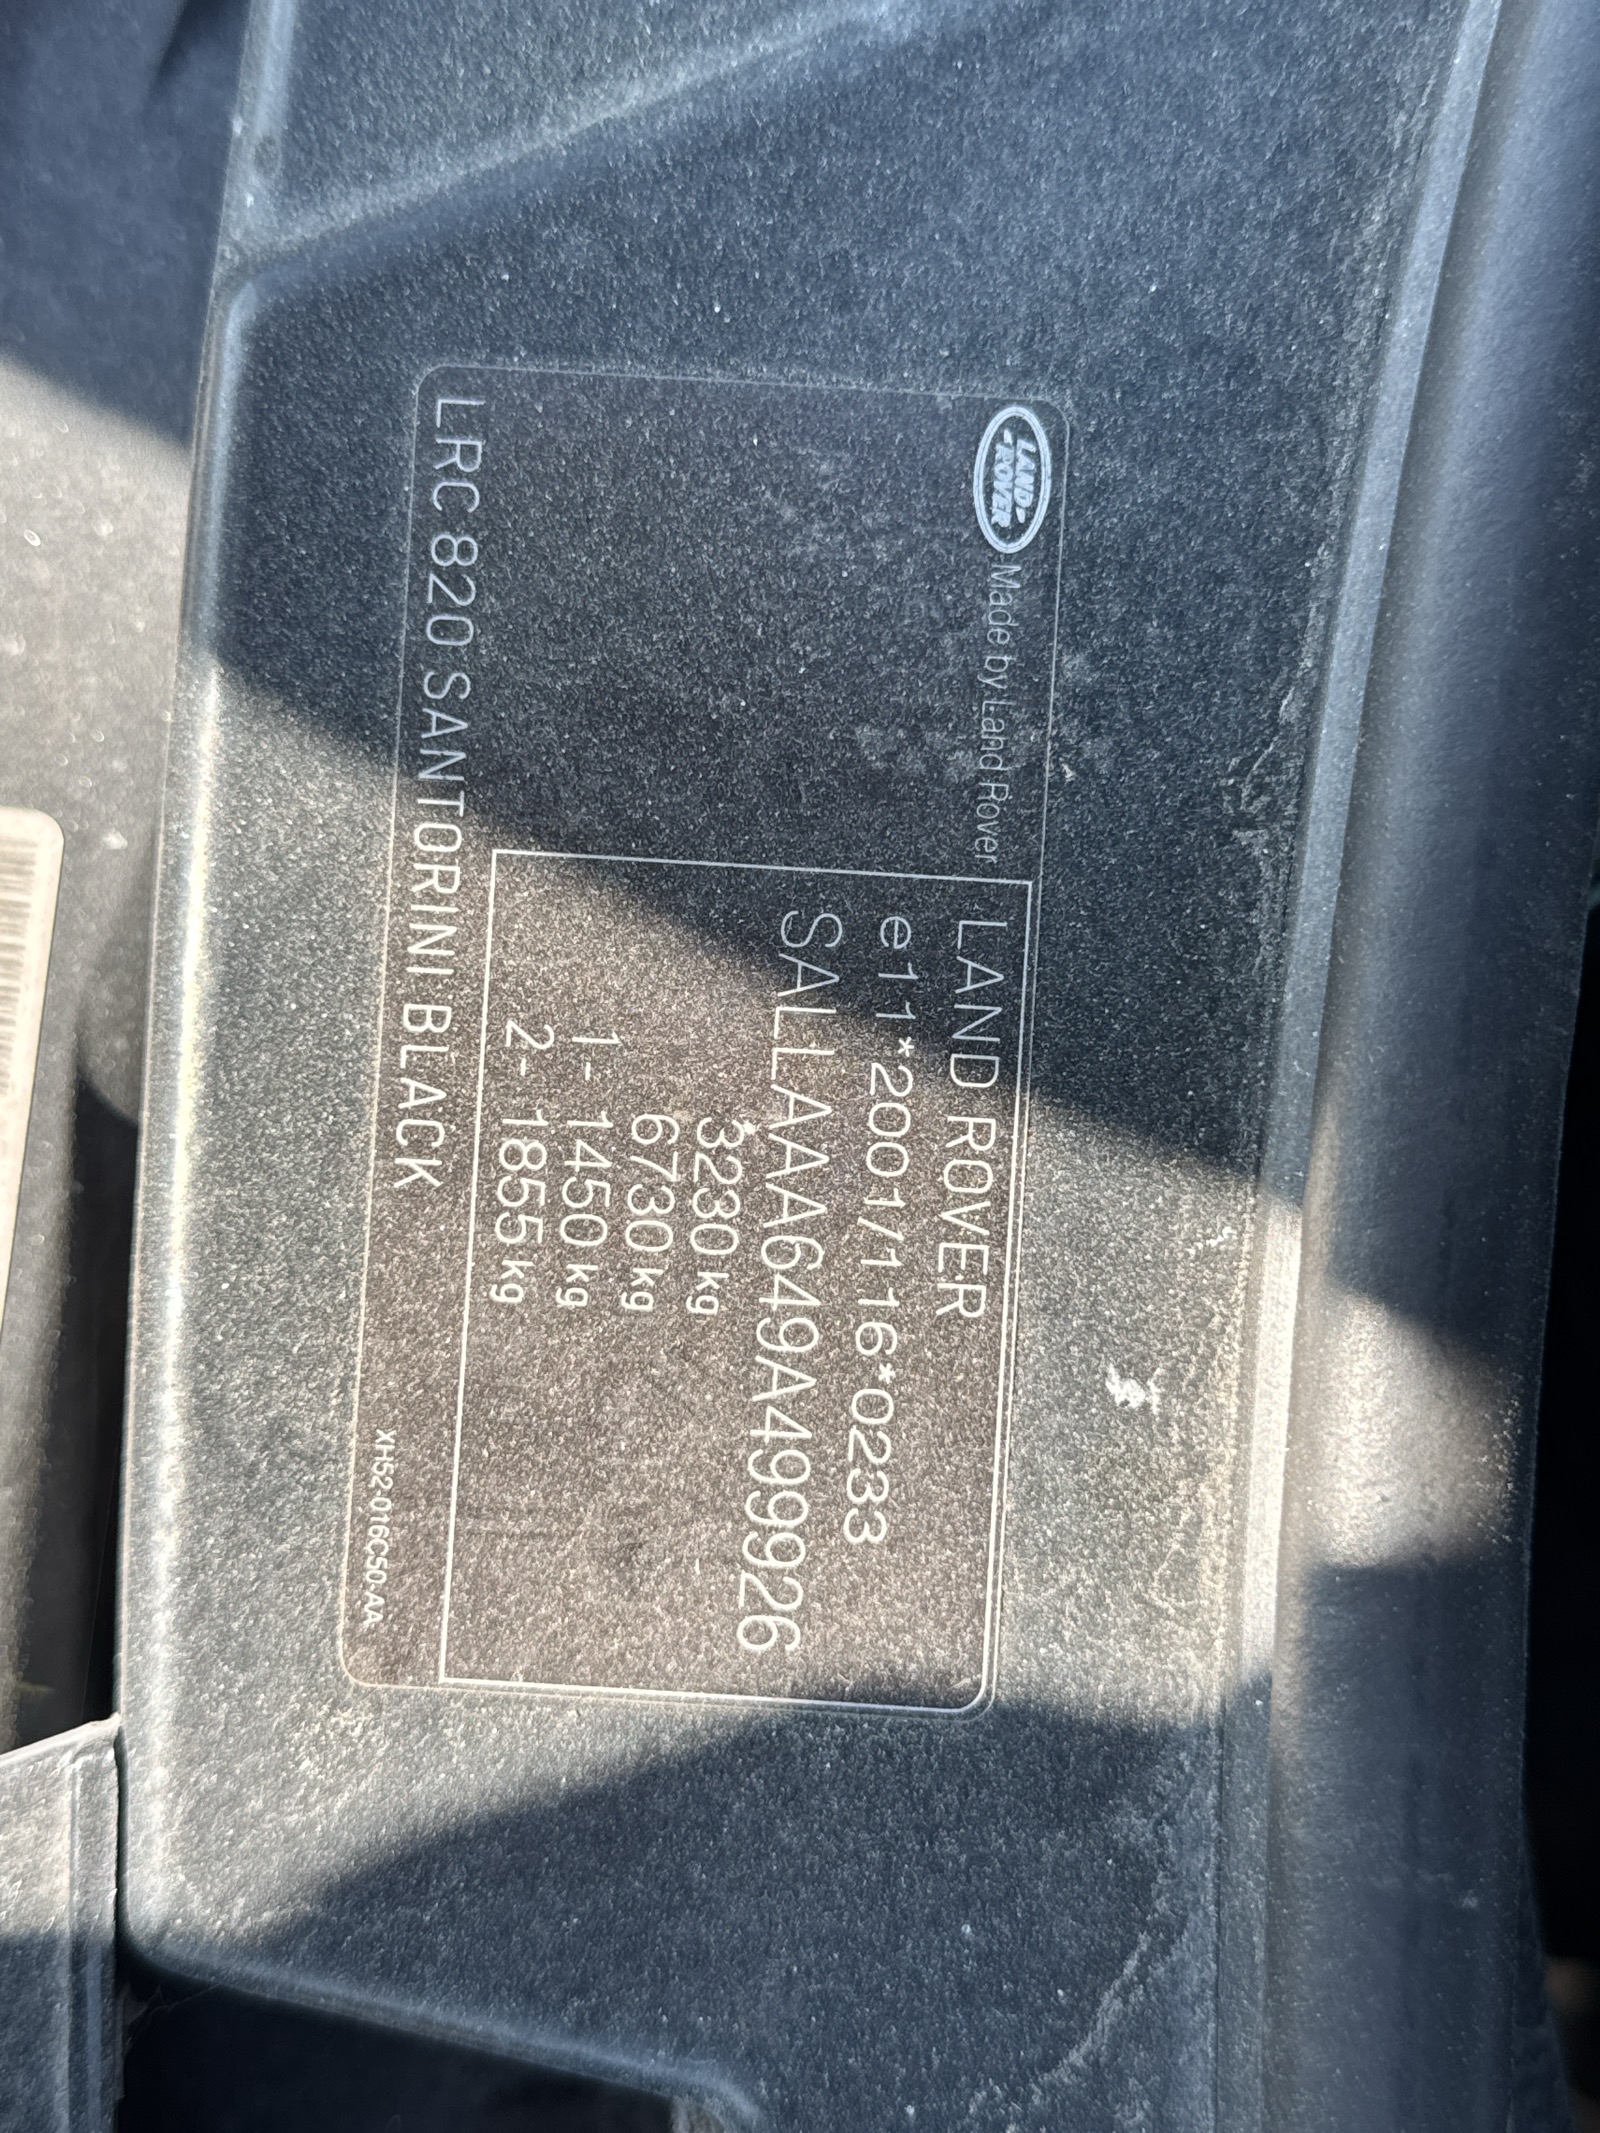 LAND ROVER
Made by Land Rover
LAND ROVER
e11*2001/116*0233
SALLAAA649A499926
3230 kg
6730 kg
1- 1450 kg
2- 1855 kg
LRC 820 SANTORINI BLACK
XH52-016C50-AA